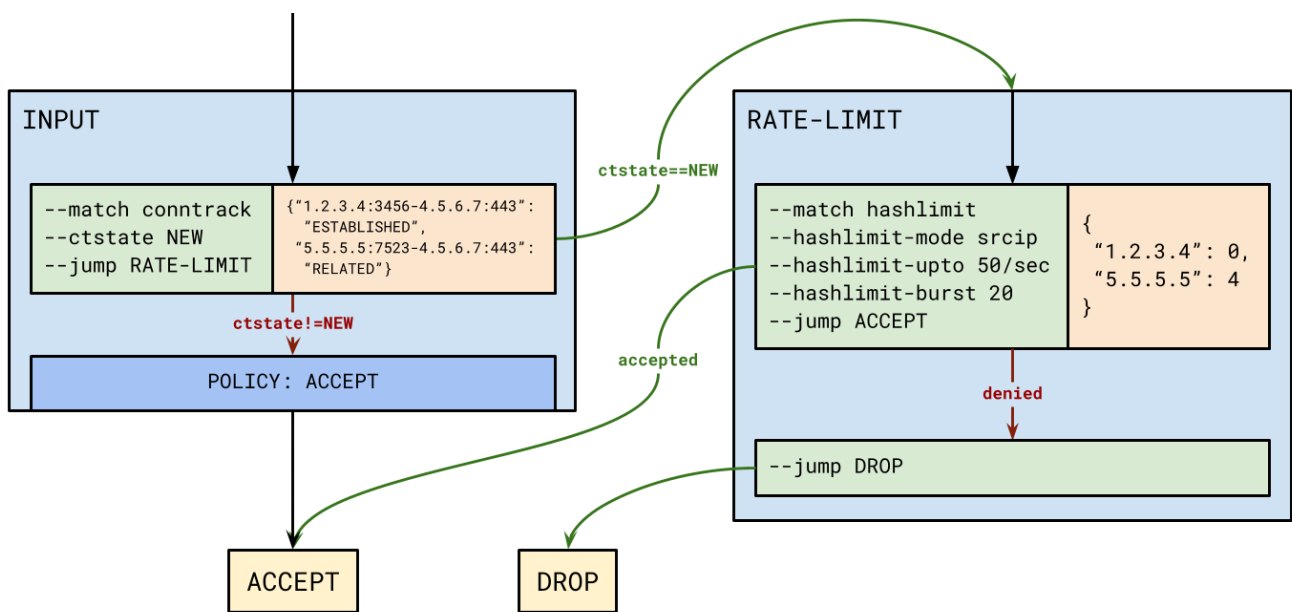 INPUT
--match conntrack
--ctstate NEW
--jump RATE-LIMIT
{“1.2.3.4:3456-4.5.6.7:443”:
“ESTABLISHED”,
“5.5.5.5:7523-4.5.6.7:443”:
“RELATED”}
ctstate!=NEW
POLICY: ACCEPT
ctstate==NEW
RATE-LIMIT
--match hashlimit
--hashlimit-mode srcip
--hashlimit-upto 50/sec
--hashlimit-burst 20
--jump ACCEPT
{
“1.2.3.4”: 0,
“5.5.5.5”: 4
}
accepted
denied
--jump DROP
ACCEPT
DROP